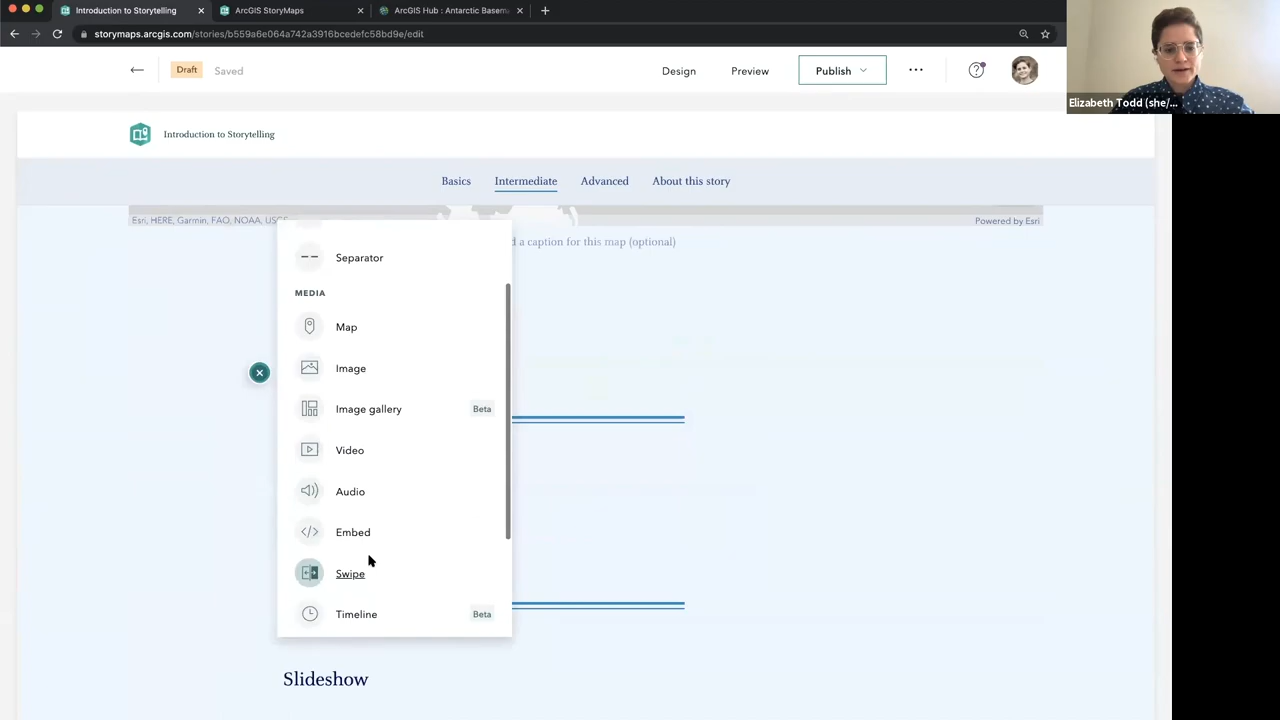 Introduction to Storytelling
ArcGIS StoryMaps
ArcGIS Hub : Antarctic Basem
storymaps.arcgis.com/stories/b559a6e064a742a3916bcedefc58bd9e/edit
Draft
Saved
Design
Preview
Publish
Elizabeth Todd (she/...
Introduction to Storytelling
Basics
Intermediate
Advanced
About this story
Esri, HERE, Garmin, FAO, NOAA, USGS
Powered by Esri
d a caption for this map (optional)
Separator
MEDIA
Map
Image
Image gallery Beta
Video
Audio
Embed
Swipe
Timeline Beta
Slideshow